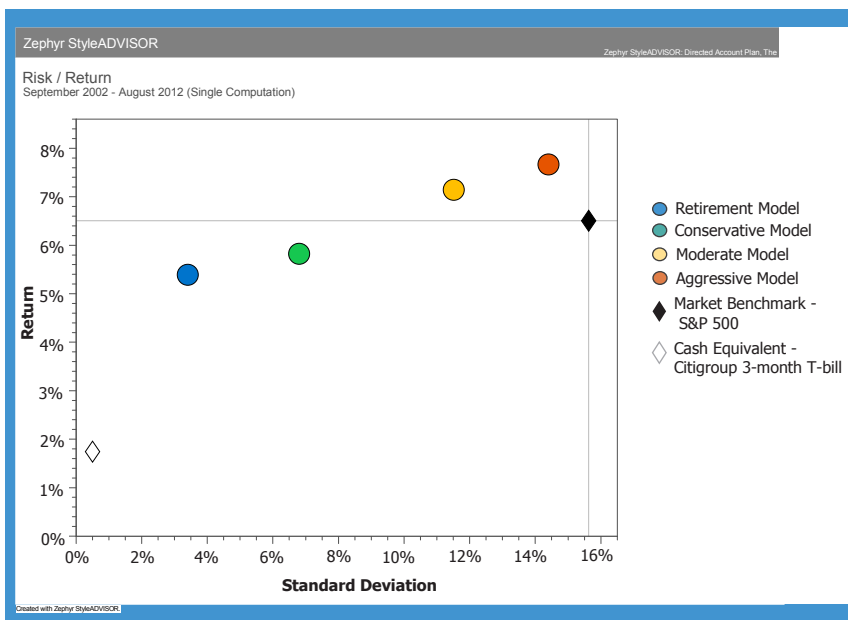 Zephyr StyleADVISOR
Zephyr StyleADVISOR: Directed Account Plan, The
Risk / Return
September 2002 - August 2012 (Single Computation)
8%
7%
6%
5%
4%
3%
2%
1%
0%
Return
0% 2% 4% 6% 8% 10% 12% 14% 16%
Standard Deviation
Retirement Model
Conservative Model
Moderate Model
Aggressive Model
Market Benchmark -
S&P 500
Cash Equivalent -
Citigroup 3-month T-bill
Created with Zephyr StyleADVISOR.